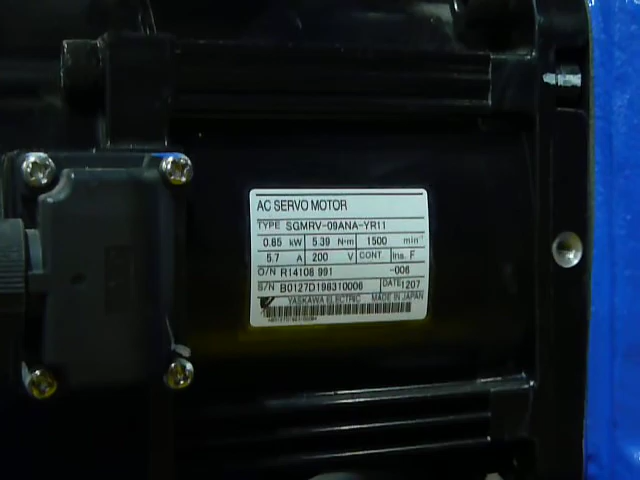 AC SERVO MOTOR
TYPE SGMRV-09ANA-YR11
0.85 kW 5.39 N·m 1500 min⁻¹
5.7 A 200 V CONT. Ins. F
O/N R14108 991 -006
S/N B0127D198310006 DATE 1207
YASKAWA ELECTRIC MADE IN JAPAN